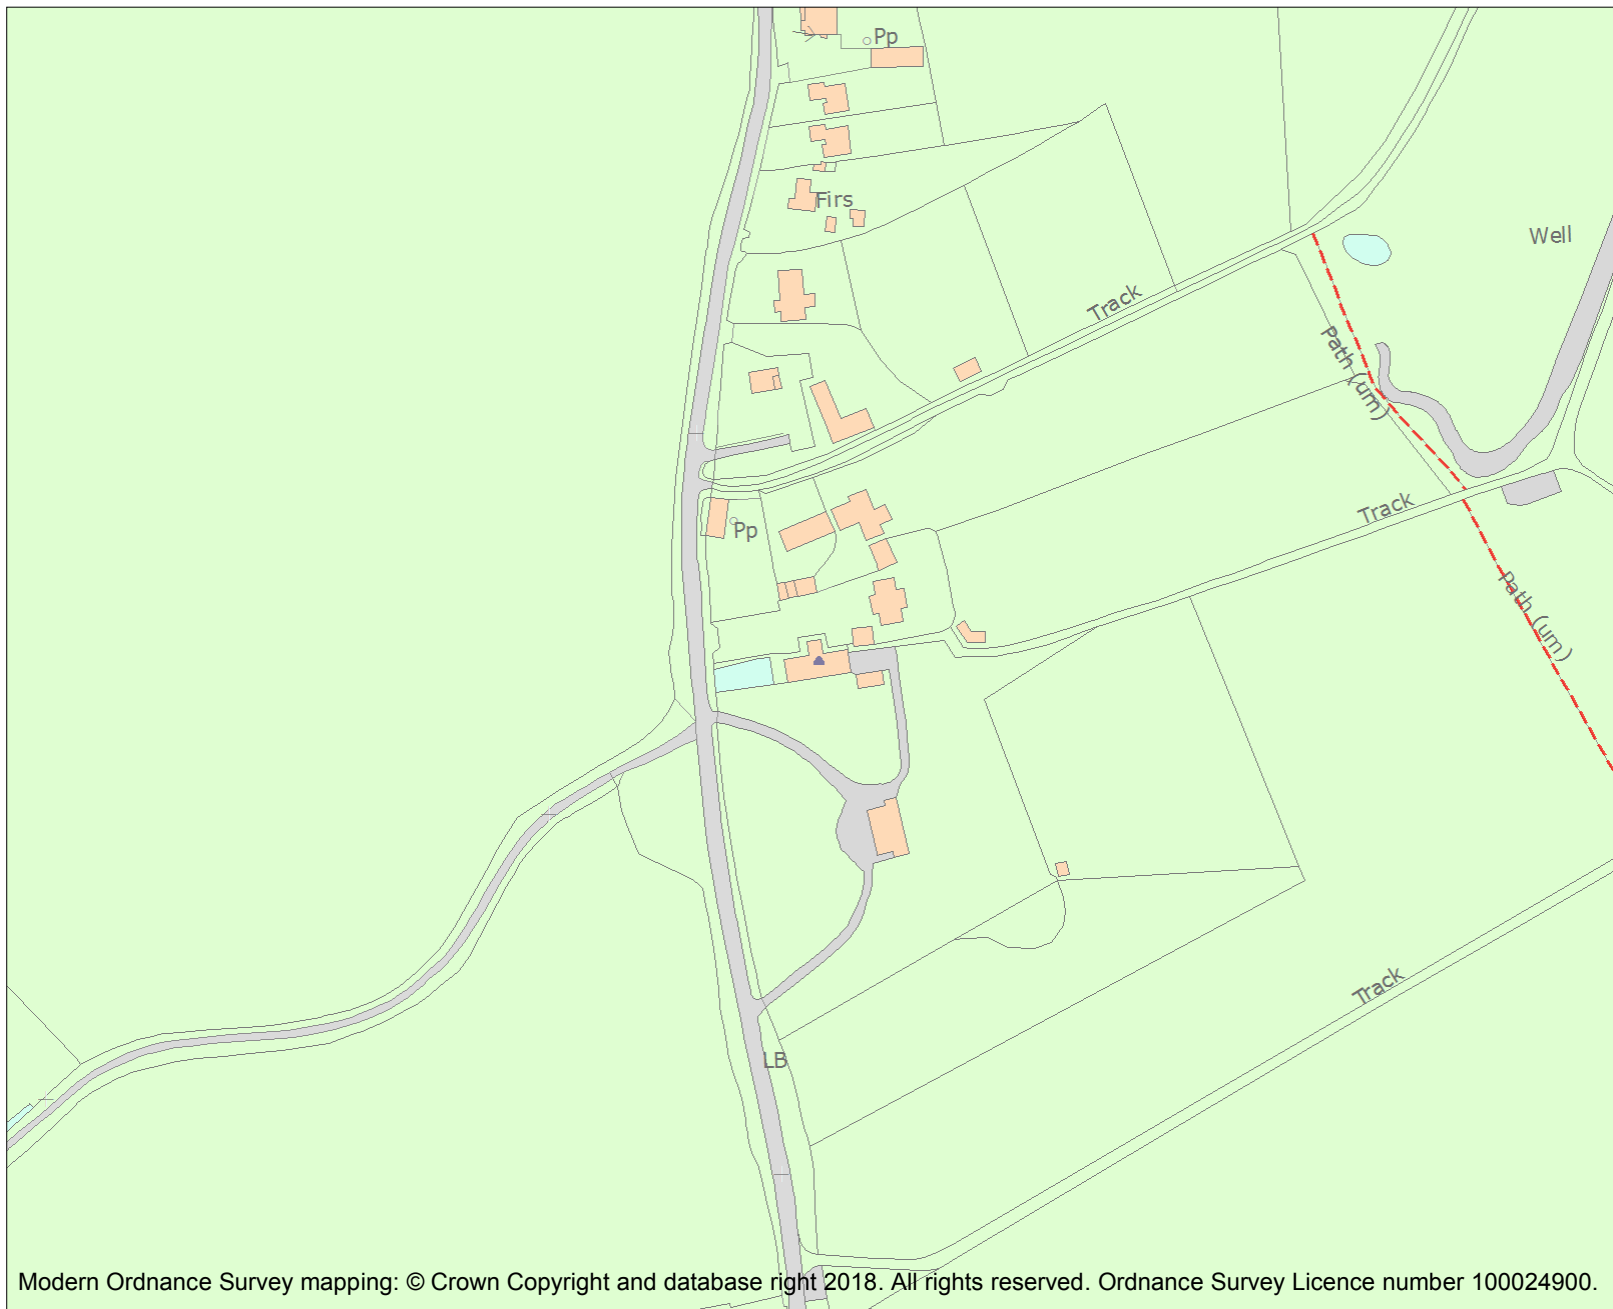 Pp
Firs
Well
Track
Path (um)
Track
Pp
Path (um)
Track
LB
Modern Ordnance Survey mapping: © Crown Copyright and database right 2018. All rights reserved. Ordnance Survey Licence number 100024900.